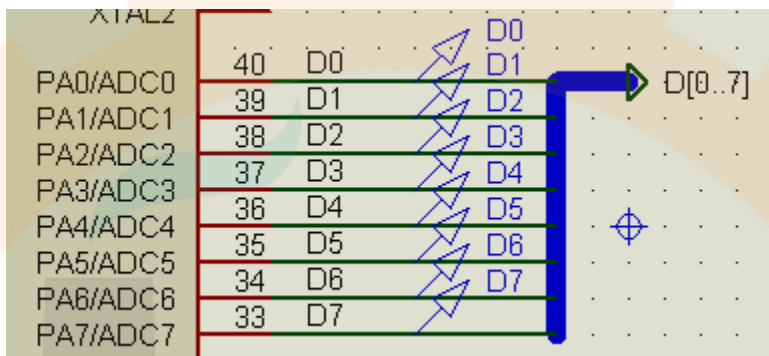 XTAL2
D0
PA0/ADC0 40 D0 D1 D[0..7]
PA1/ADC1 39 D1 D2
PA2/ADC2 38 D2 D3
PA3/ADC3 37 D3 D4
PA4/ADC4 36 D4 D5
PA5/ADC5 35 D5 D6
PA6/ADC6 34 D6 D7
PA7/ADC7 33 D7